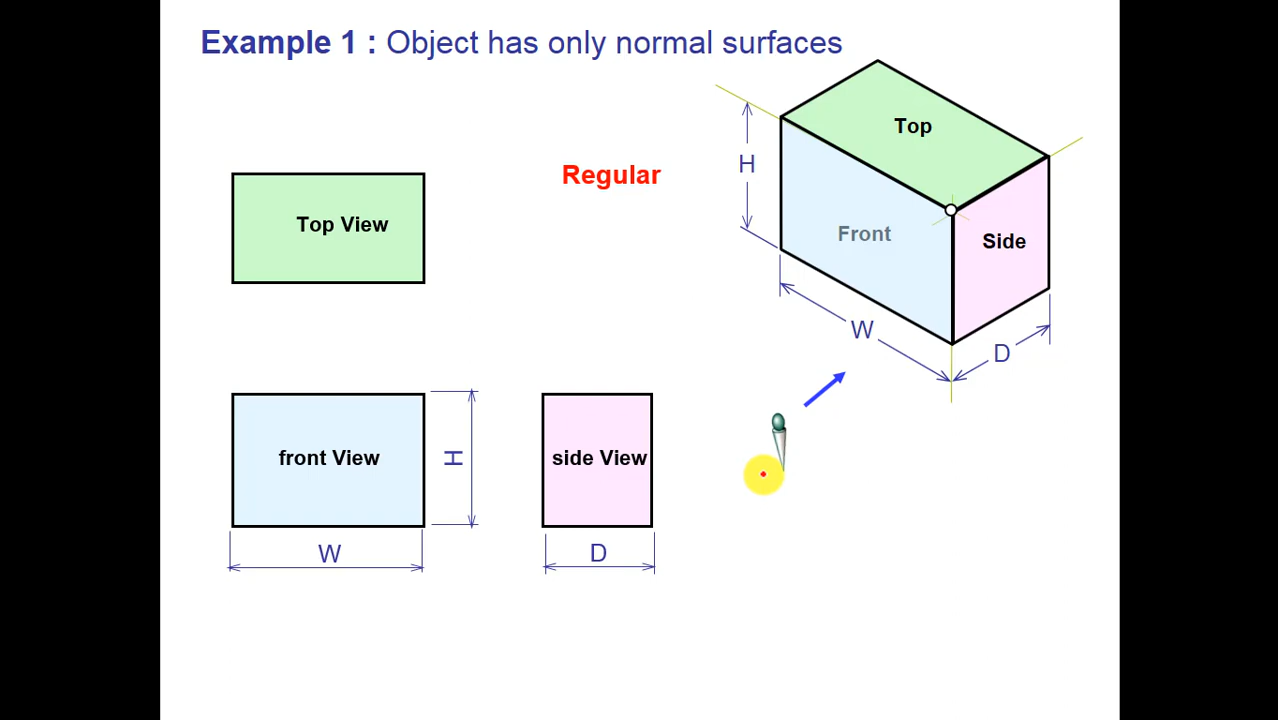 Example 1 : Object has only normal surfaces
Top
H
Regular
Top View
Front
Side
W
D
front View
H
side View
W
D